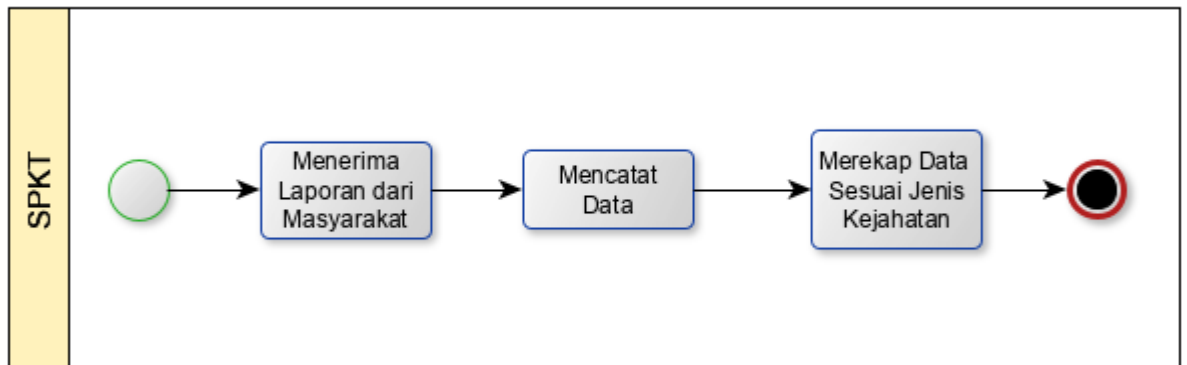 SPKT
Menerima
Laporan dari
Masyarakat
Mencatat
Data
Merekap Data
Sesuai Jenis
Kejahatan